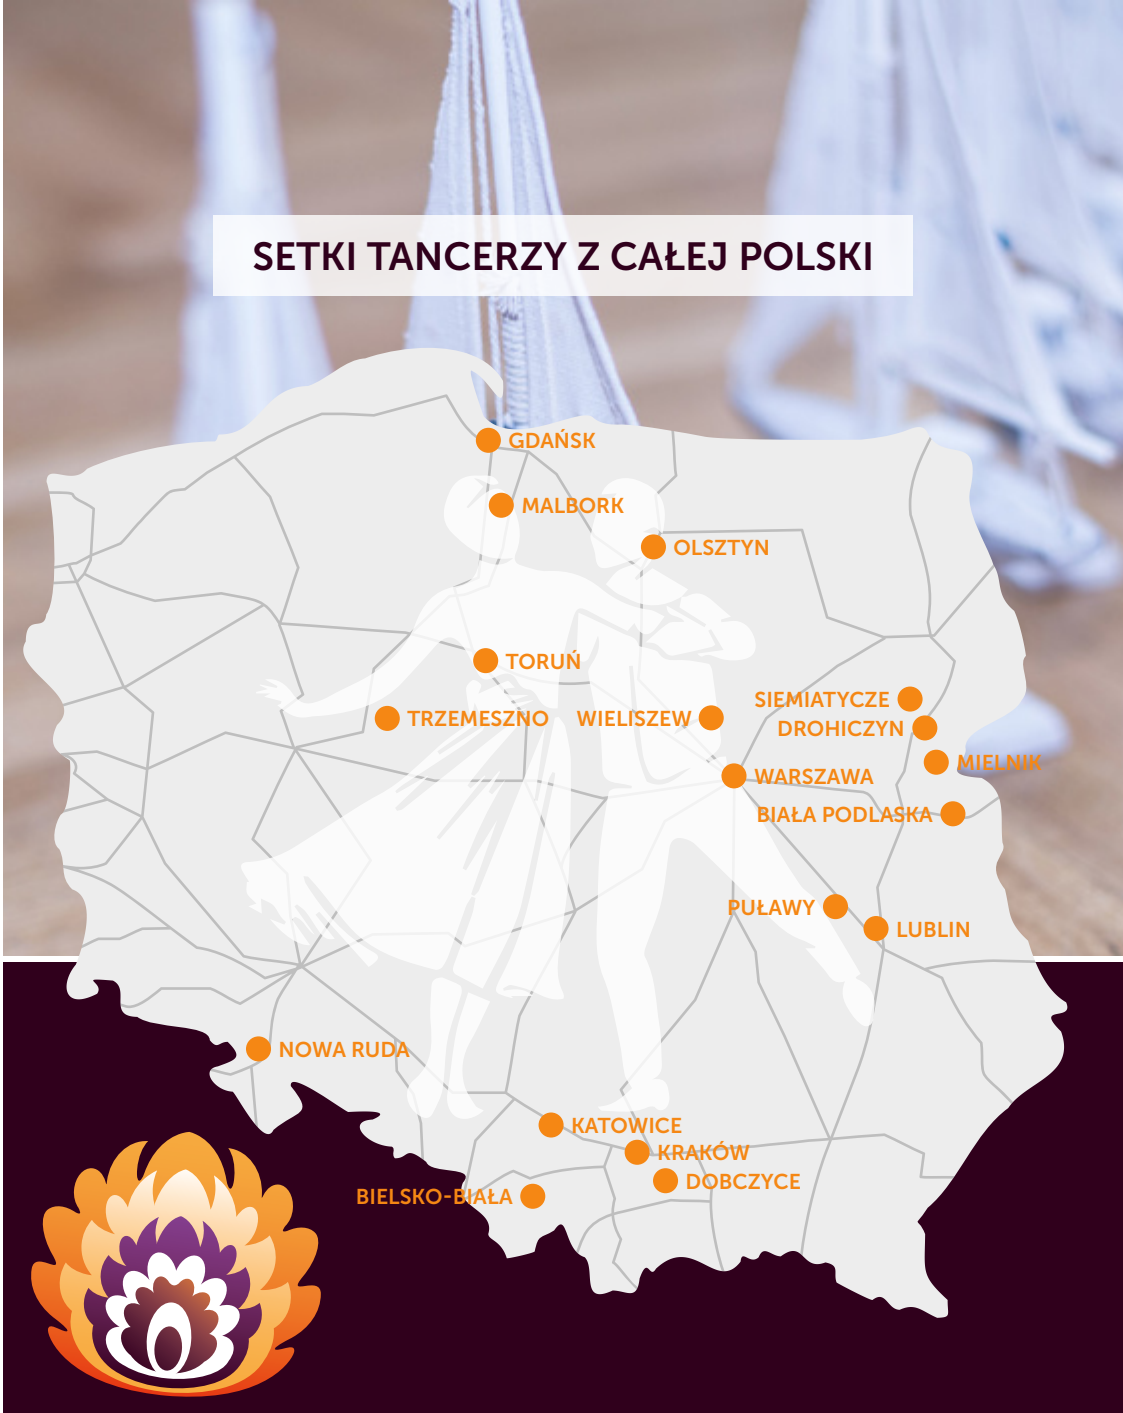 SETKI TANCERZY Z CAŁEJ POLSKI
GDAŃSK
MALBORK
OLSZTYN
TORUŃ
TRZEMESZNO
WIELISZEW
SIEMIATYCZE
DROHICZYN
MIELNIK
WARSZAWA
BIAŁA PODLASKA
PUŁAWY
LUBLIN
NOWA RUDA
KATOWICE
KRAKÓW
DOBCZYCE
BIELSKO-BIAŁA